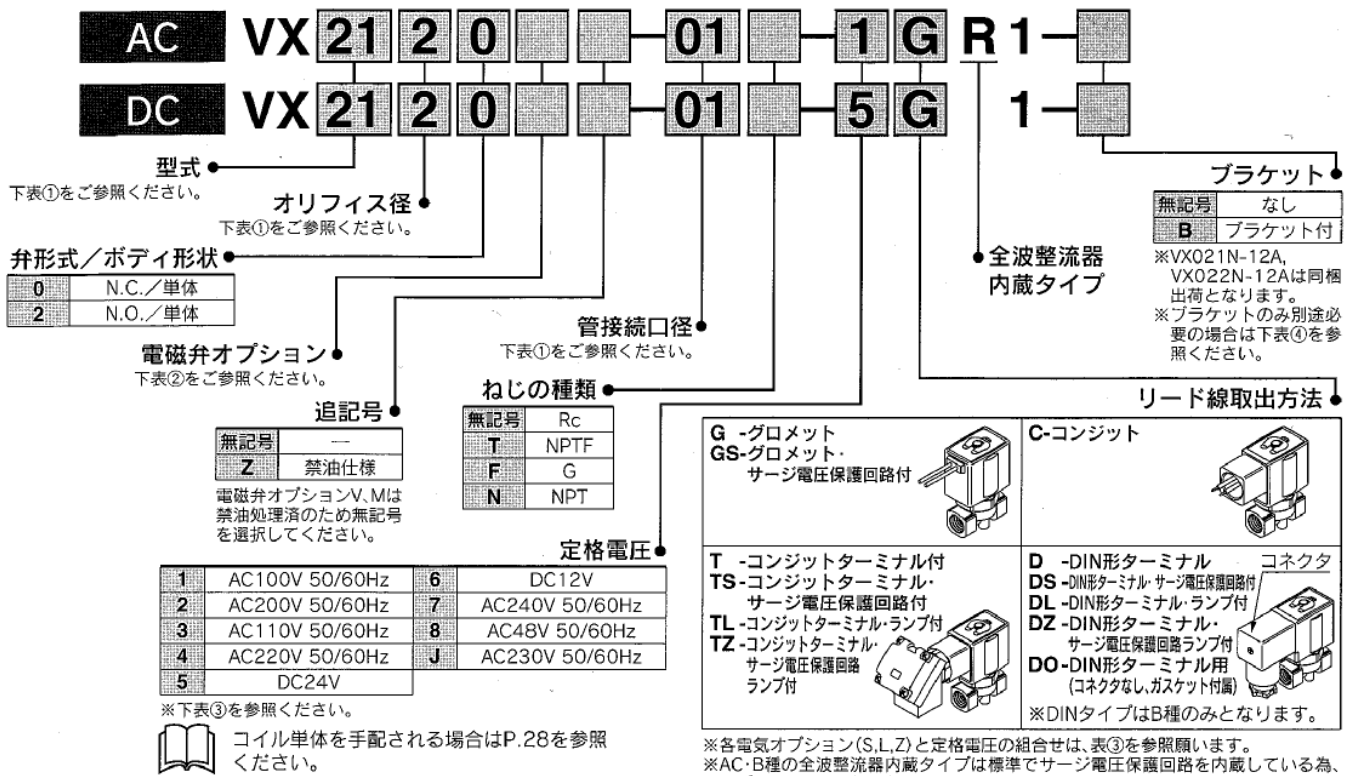 AC VX 21 2 0 - 01 - 1 G R 1 -
DC VX 21 2 0 - 01 - 5 G 1 -
型式
下表①をご参照ください。
オリフィス径
下表①をご参照ください。
弁形式/ボディ形状
0 N.C./単体
2 N.O./単体
電磁弁オプション
下表②をご参照ください。
追記号
無記号 —
Z 禁油仕様
電磁弁オプションV、Mは
禁油処理済のため無記号
を選択してください。
管接続口径
下表①をご参照ください。
ねじの種類
無記号 Rc
T NPTF
F G
N NPT
定格電圧
1 AC100V 50/60Hz 6 DC12V
2 AC200V 50/60Hz 7 AC240V 50/60Hz
3 AC110V 50/60Hz 8 AC48V 50/60Hz
4 AC220V 50/60Hz J AC230V 50/60Hz
5 DC24V
※下表③を参照ください。
コイル単体を手配される場合はP.28を参照
ください。
全波整流器
内蔵タイプ
ブラケット
無記号 なし
B ブラケット付
※VX021N-12A,
VX022N-12Aは同梱
出荷となります。
※ブラケットのみ別途必
要の場合は下表④を参
照ください。
リード線取出方法
G -グロメット
GS-グロメット・
サージ電圧保護回路付
C-コンジット
T -コンジットターミナル付
TS-コンジットターミナル・
サージ電圧保護回路付
TL-コンジットターミナル・ランプ付
TZ-コンジットターミナル・
サージ電圧保護回路
ランプ付
D -DIN形ターミナル
コネクタ
DS-DIN形ターミナル・サージ電圧保護回路付
DL-DIN形ターミナル・ランプ付
DZ-DIN形ターミナル・
サージ電圧保護回路ランプ付
DO-DIN形ターミナル用
(コネクタなし、ガスケット付属)
※DINタイプはB種のみとなります。
※各電気オプション(S,L,Z)と定格電圧の組合せは、表③を参照願います。
※AC・B種の全波整流器内蔵タイプは標準でサージ電圧保護回路を内蔵している為、